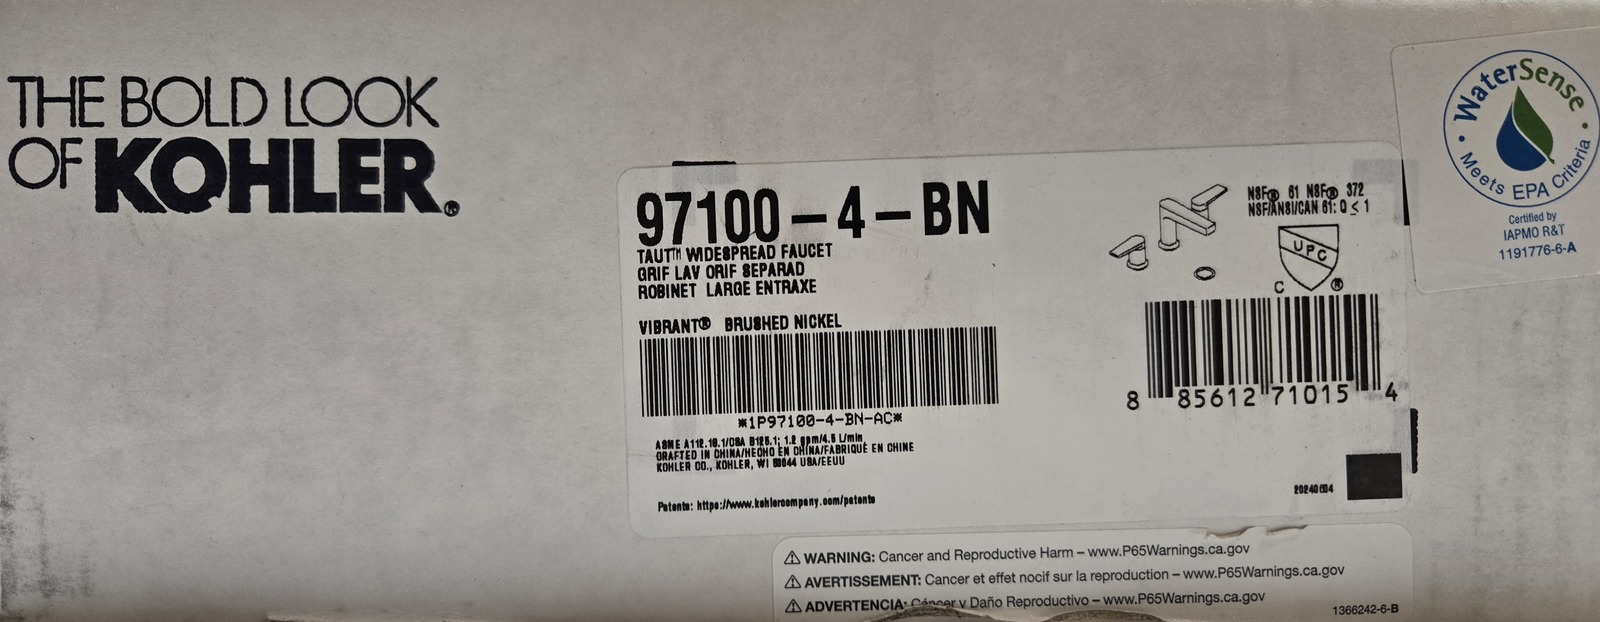 THE BOLD LOOK
OF KOHLER®
97100-4-BN
TAUT™ WIDESPREAD FAUCET
GRIF LAV ORIF SEPARAD
ROBINET LARGE ENTRAXE
VIBRANT® BRUSHED NICKEL
*1P97100-4-BN-AC*
ASME A112.18.1/CSA B125.1; 1.2 gpm/4.5 L/min
CRAFTED IN CHINA/HECHO EN CHINA/FABRIQUÉ EN CHINE
KOHLER CO., KOHLER, WI 53044 USA/EEUU
Patents: https://www.kohlercompany.com/patents
NSF® 61 NSF® 372
NSF/ANSI/CAN 61: Q ≤ 1
UPC
C ®
8 85612 71015 4
20240604
WaterSense
Meets EPA Criteria
Certified by
IAPMO R&T
1191776-6-A
⚠ WARNING: Cancer and Reproductive Harm – www.P65Warnings.ca.gov
⚠ AVERTISSEMENT: Cancer et effet nocif sur la reproduction – www.P65Warnings.ca.gov
⚠ ADVERTENCIA: Cáncer y Daño Reproductivo – www.P65Warnings.ca.gov
1366242-6-B